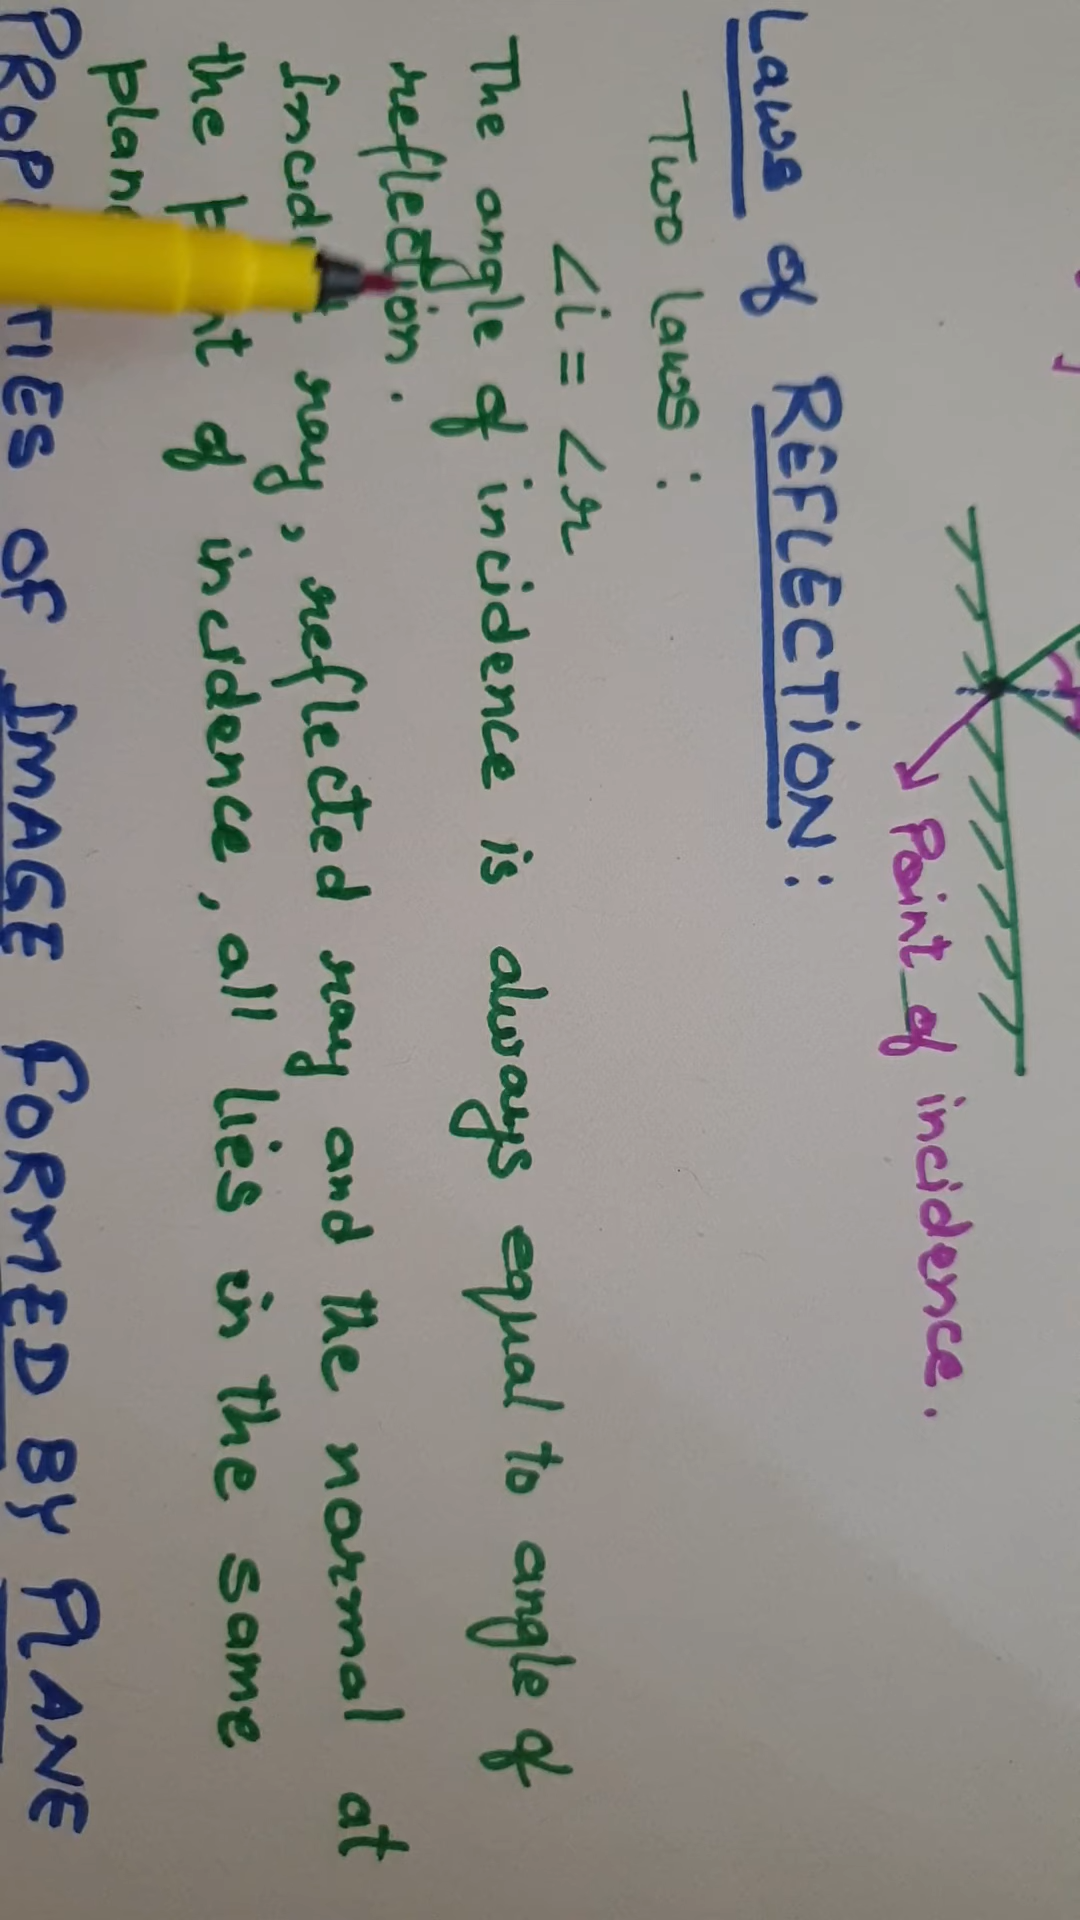 Point of incidence.
Laws of REFLECTION:
Two laws:
<i = <r
The angle of incidence is always equal to angle of
reflection.
ray, reflected ray and the normal at
the of incidence, all lies in the same
OF IMAGE FORMED BY PLANE